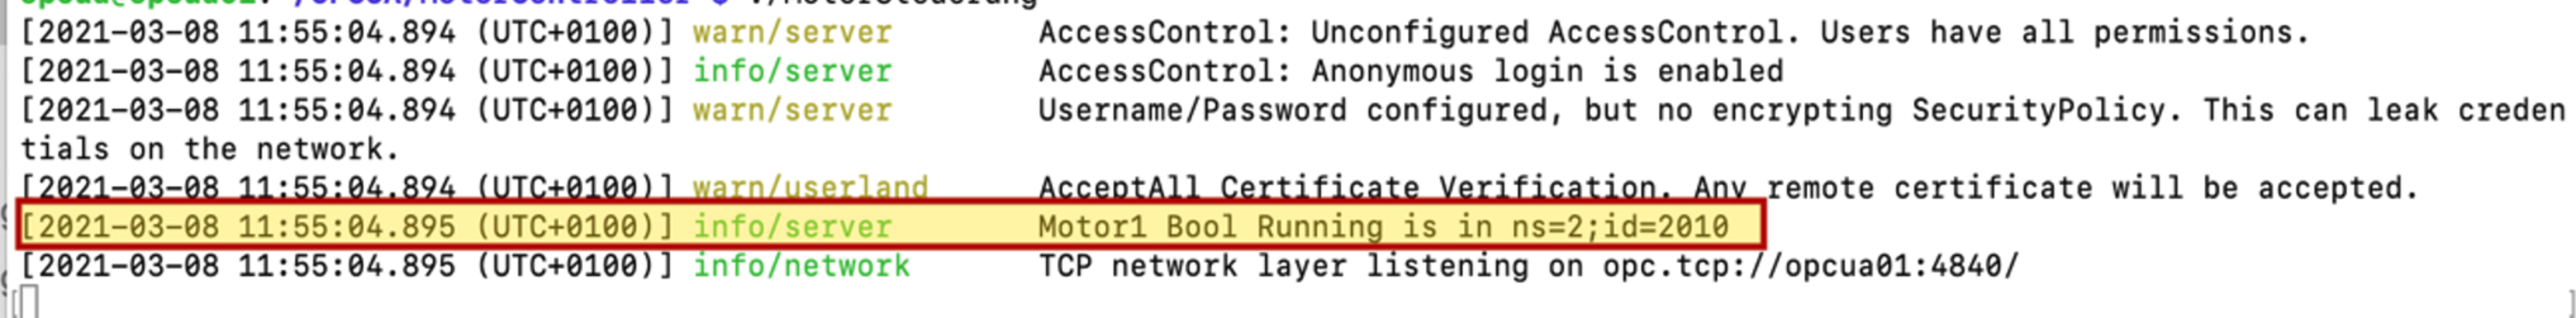 [2021-03-08 11:55:04.894 (UTC+0100)] warn/server AccessControl: Unconfigured AccessControl. Users have all permissions.
[2021-03-08 11:55:04.894 (UTC+0100)] info/server AccessControl: Anonymous login is enabled
[2021-03-08 11:55:04.894 (UTC+0100)] warn/server Username/Password configured, but no encrypting SecurityPolicy. This can leak creden
tials on the network.
[2021-03-08 11:55:04.894 (UTC+0100)] warn/userland AcceptAll Certificate Verification. Any remote certificate will be accepted.
[2021-03-08 11:55:04.895 (UTC+0100)] info/server Motor1 Bool Running is in ns=2;id=2010
[2021-03-08 11:55:04.895 (UTC+0100)] info/network TCP network layer listening on opc.tcp://opcua01:4840/